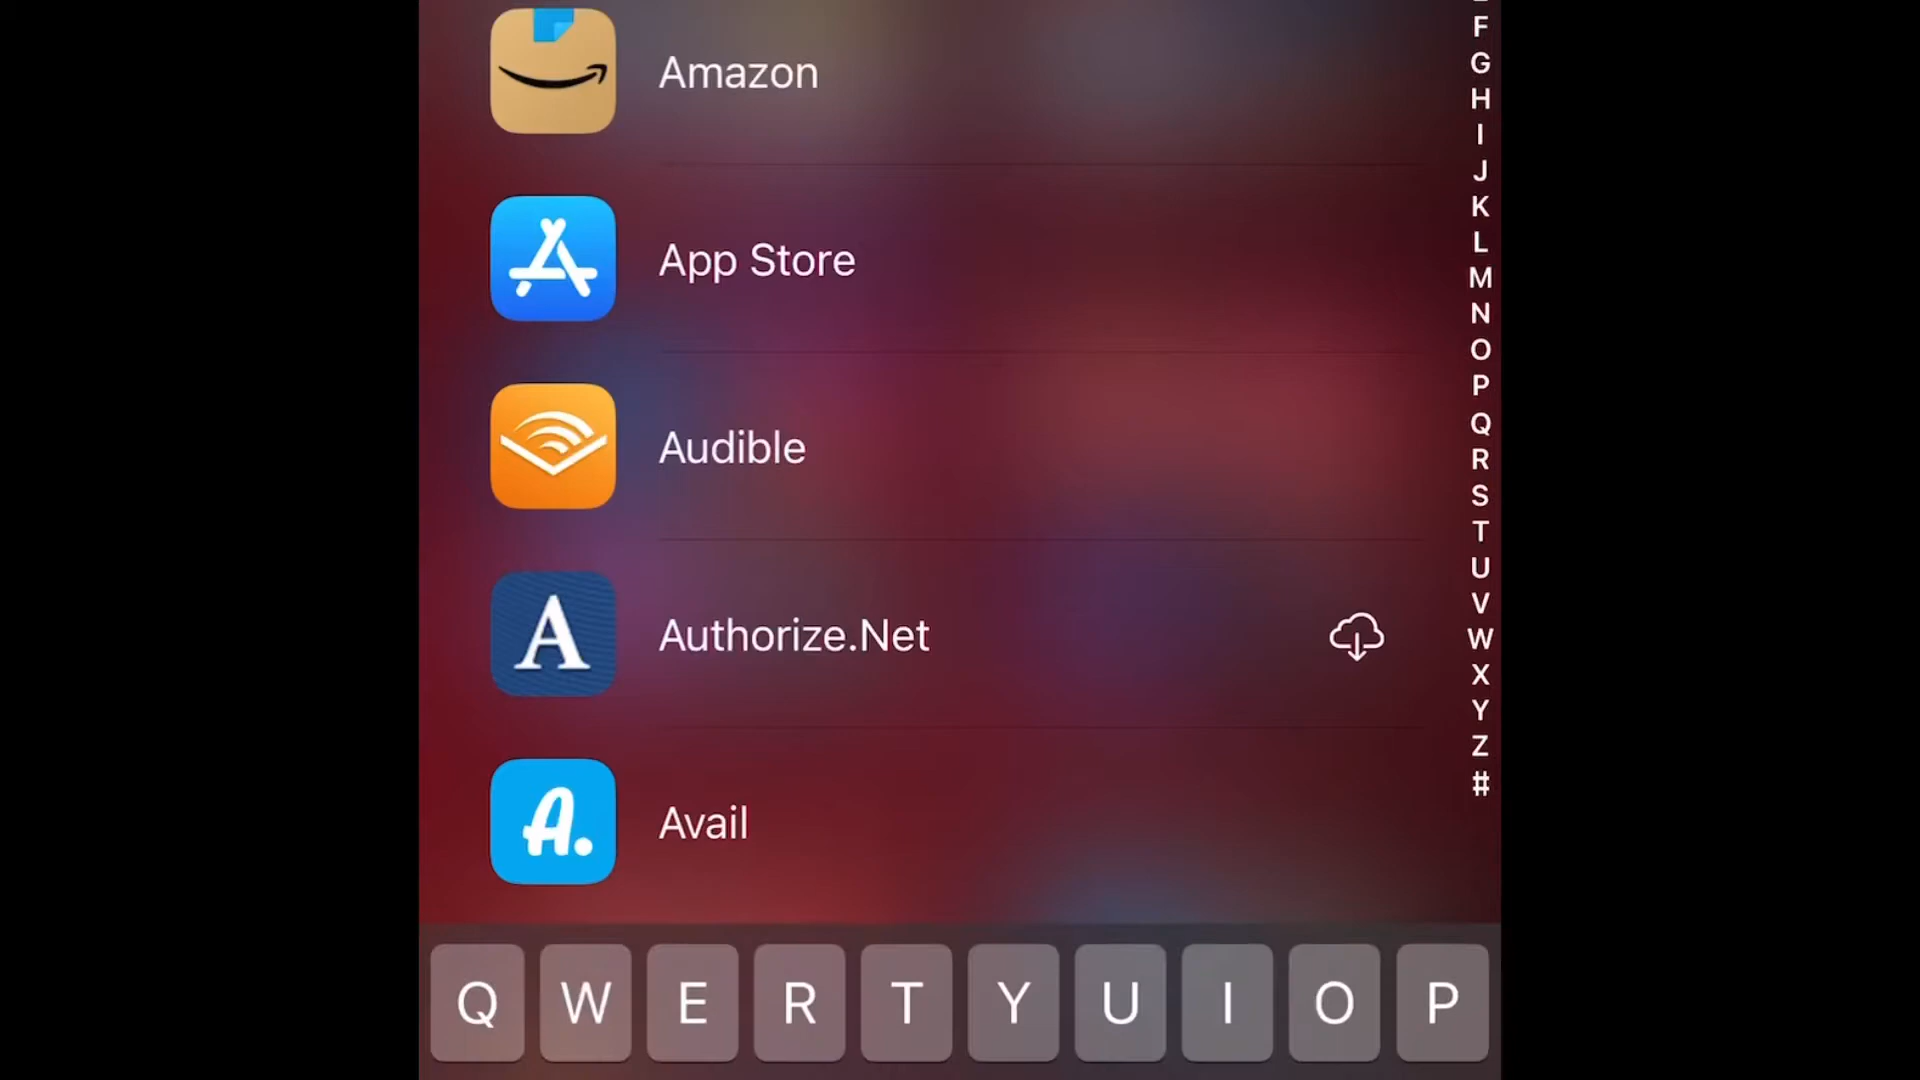 Amazon
App Store
Audible
A
Authorize.Net
A.
Avail
F
G
H
I
J
K
L
M
N
O
P
Q
R
S
T
U
V
W
X
Y
Z
#
Q W E R T Y U I O P